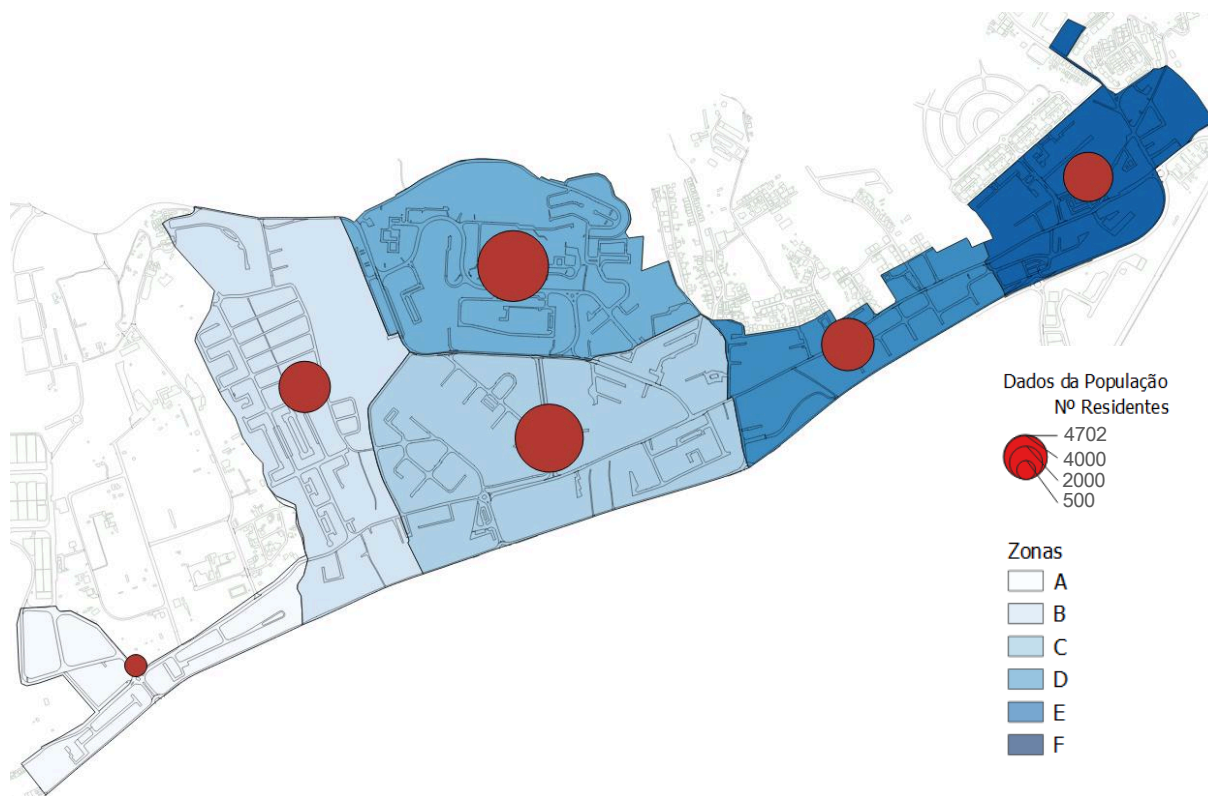 Dados da População
Nº Residentes
4702
4000
2000
500
Zonas
A
B
C
D
E
F